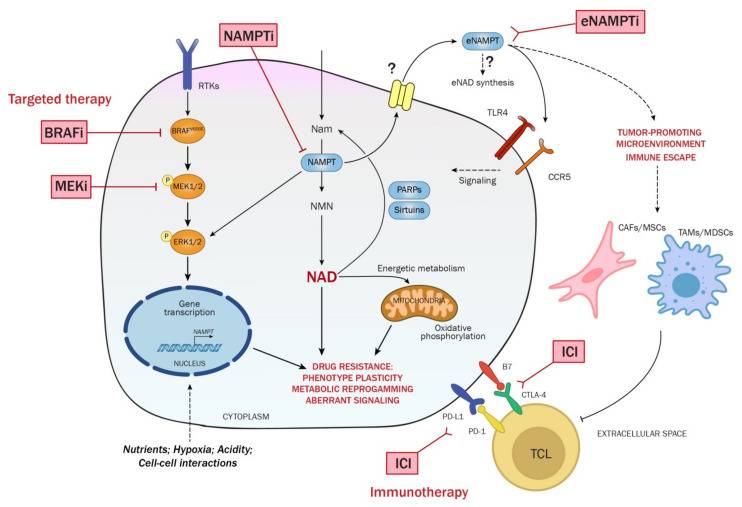 NAMPTi
eNAMPTi
eNAMPT
?
?
eNAD synthesis
RTKs
Targeted therapy
BRAFi
BRAFV600E
Nam
TLR4
TUMOR-PROMOTING
MICROENVIRONMENT
IMMUNE ESCAPE
NAMPT
CCR5
Signaling
MEKi
P
MEK1/2
PARPs
Sirtuins
NMN
CAFs/MSCs
TAMs/MDSCs
P
ERK1/2
NAD
Energetic metabolism
Gene
transcription
NAMPT
NUCLEUS
MITOCHONDRIA
Oxidative
phosphorylation
DRUG RESISTANCE:
PHENOTYPE PLASTICITY
METABOLIC REPROGAMMING
ABERRANT SIGNALING
B7
ICI
CTLA-4
CYTOPLASM
PD-L1
PD-1
EXTRACELLULAR SPACE
TCL
Nutrients; Hypoxia; Acidity;
Cell-cell interactions
ICI
Immunotherapy